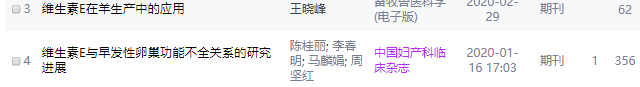 3 维生素E在羊生产中的应用 王晓峰 畜牧兽医科学(电子版) 2020-02-29 期刊 62
4 维生素E与早发性卵巢功能不全关系的研究进展 陈桂丽; 李春明; 马麟娟; 周坚红 中国妇产科临床杂志 2020-01-16 17:03 期刊 1 356